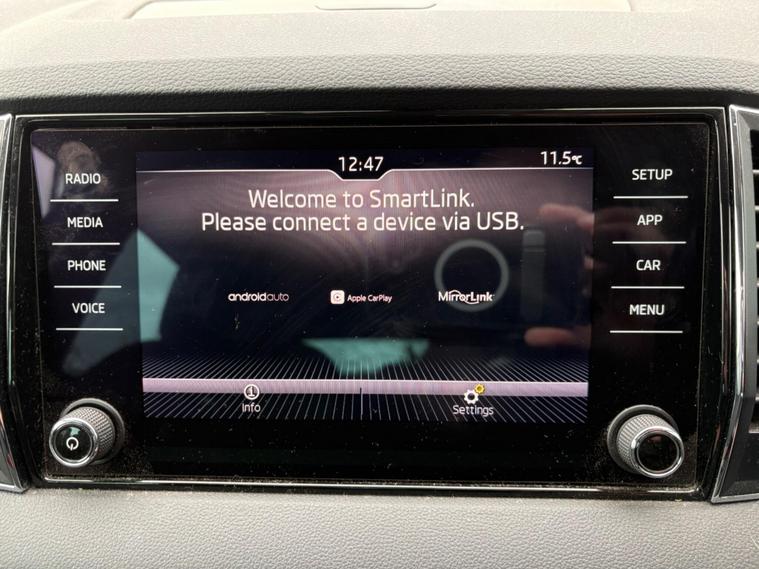 RADIO
MEDIA
PHONE
VOICE
12:47
11.5°C
Welcome to SmartLink.
Please connect a device via USB.
androidauto
Apple CarPlay
MirrorLink
Info
Settings
SETUP
APP
CAR
MENU